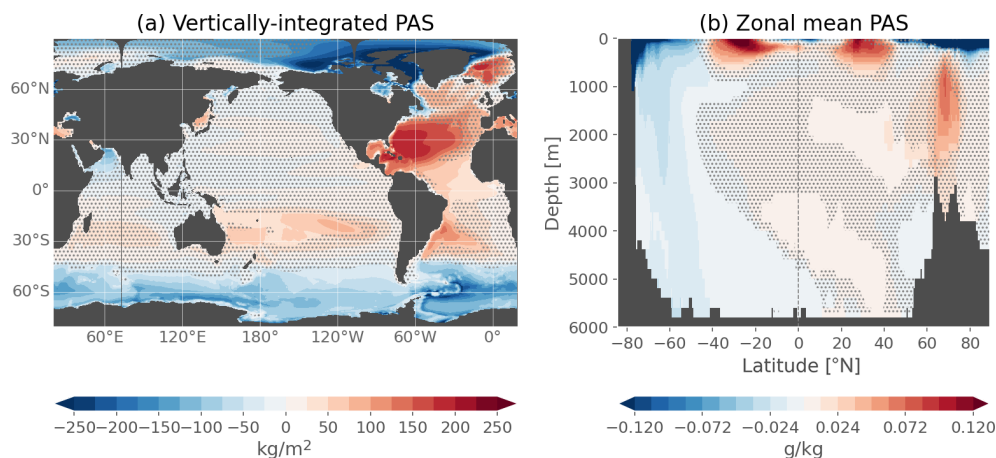 (a) Vertically-integrated PAS
(b) Zonal mean PAS
60°N
30°N
0°
30°S
60°S
60°E 120°E 180° 120°W 60°W 0°
−250−200−150−100 −50 0 50 100 150 200 250
kg/m²
Depth [m]
0
1000
2000
3000
4000
5000
6000
−80 −60 −40 −20 0 20 40 60 80
Latitude [°N]
−0.120 −0.072 −0.024 0.024 0.072 0.120
g/kg